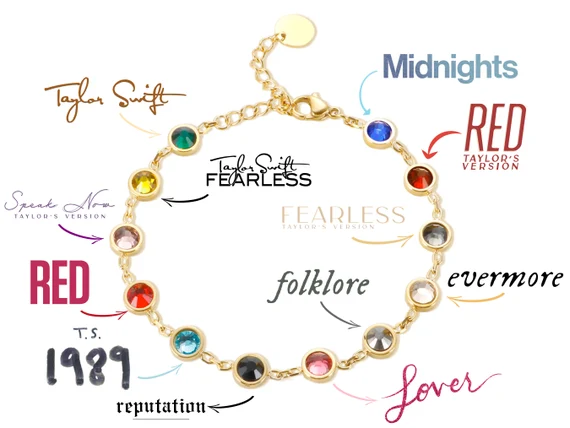 Midnights
Taylor Swift
RED
TAYLOR'S
VERSION
Taylor Swift
FEARLESS
Speak Now
TAYLOR'S VERSION
FEARLESS
TAYLOR'S VERSION
RED
folklore
evermore
T.S.
1989
Lover
reputation